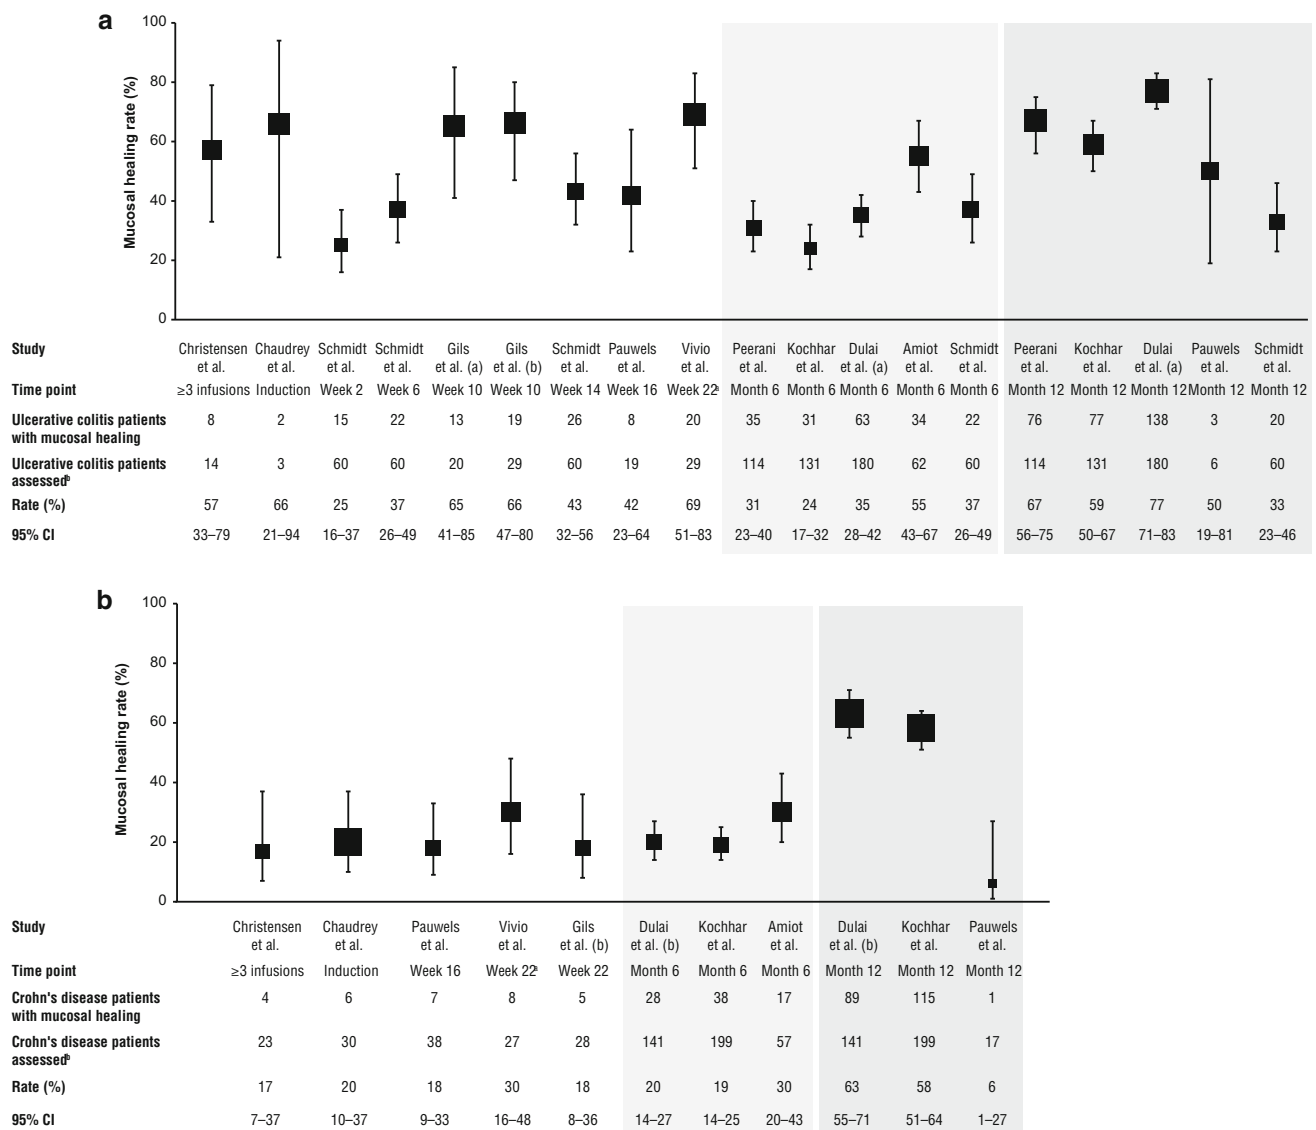 a
100
80
60
40
20
0
Mucosal healing rate (%)
Study Christensen Chaudrey Schmidt Schmidt Gils Gils Schmidt Pauwels Vivio Peerani Kochhar Dulai Amiot Schmidt Peerani Kochhar Dulai Pauwels Schmidt
et al. et al. et al. et al. et al. (a) et al. (b) et al. et al. et al. et al. et al. et al. (a) et al. et al. et al. et al. et al. (a) et al. et al.
Time point ≥3 infusions Induction Week 2 Week 6 Week 10 Week 10 Week 14 Week 16 Week 22ᵃ Month 6 Month 6 Month 6 Month 6 Month 6 Month 12 Month 12 Month 12 Month 12 Month 12
Ulcerative colitis patients 8 2 15 22 13 19 26 8 20 35 31 63 34 22 76 77 138 3 20
with mucosal healing
Ulcerative colitis patients 14 3 60 60 20 29 60 19 29 114 131 180 62 60 114 131 180 6 60
assessedᵇ
Rate (%) 57 66 25 37 65 66 43 42 69 31 24 35 55 37 67 59 77 50 33
95% CI 33–79 21–94 16–37 26–49 41–85 47–80 32–56 23–64 51–83 23–40 17–32 28–42 43–67 26–49 56–75 50–67 71–83 19–81 23–46
b
100
80
60
40
20
0
Mucosal healing rate (%)
Study Christensen Chaudrey Pauwels Vivio Gils Dulai Kochhar Amiot Dulai Kochhar Pauwels
et al. et al. et al. et al. et al. (b) et al. (b) et al. et al. et al. (b) et al. et al.
Time point ≥3 infusions Induction Week 16 Week 22ᵃ Week 22 Month 6 Month 6 Month 6 Month 12 Month 12 Month 12
Crohn's disease patients 4 6 7 8 5 28 38 17 89 115 1
with mucosal healing
Crohn's disease patients 23 30 38 27 28 141 199 57 141 199 17
assessedᵇ
Rate (%) 17 20 18 30 18 20 19 30 63 58 6
95% CI 7–37 10–37 9–33 16–48 8–36 14–27 14–25 20–43 55–71 51–64 1–27